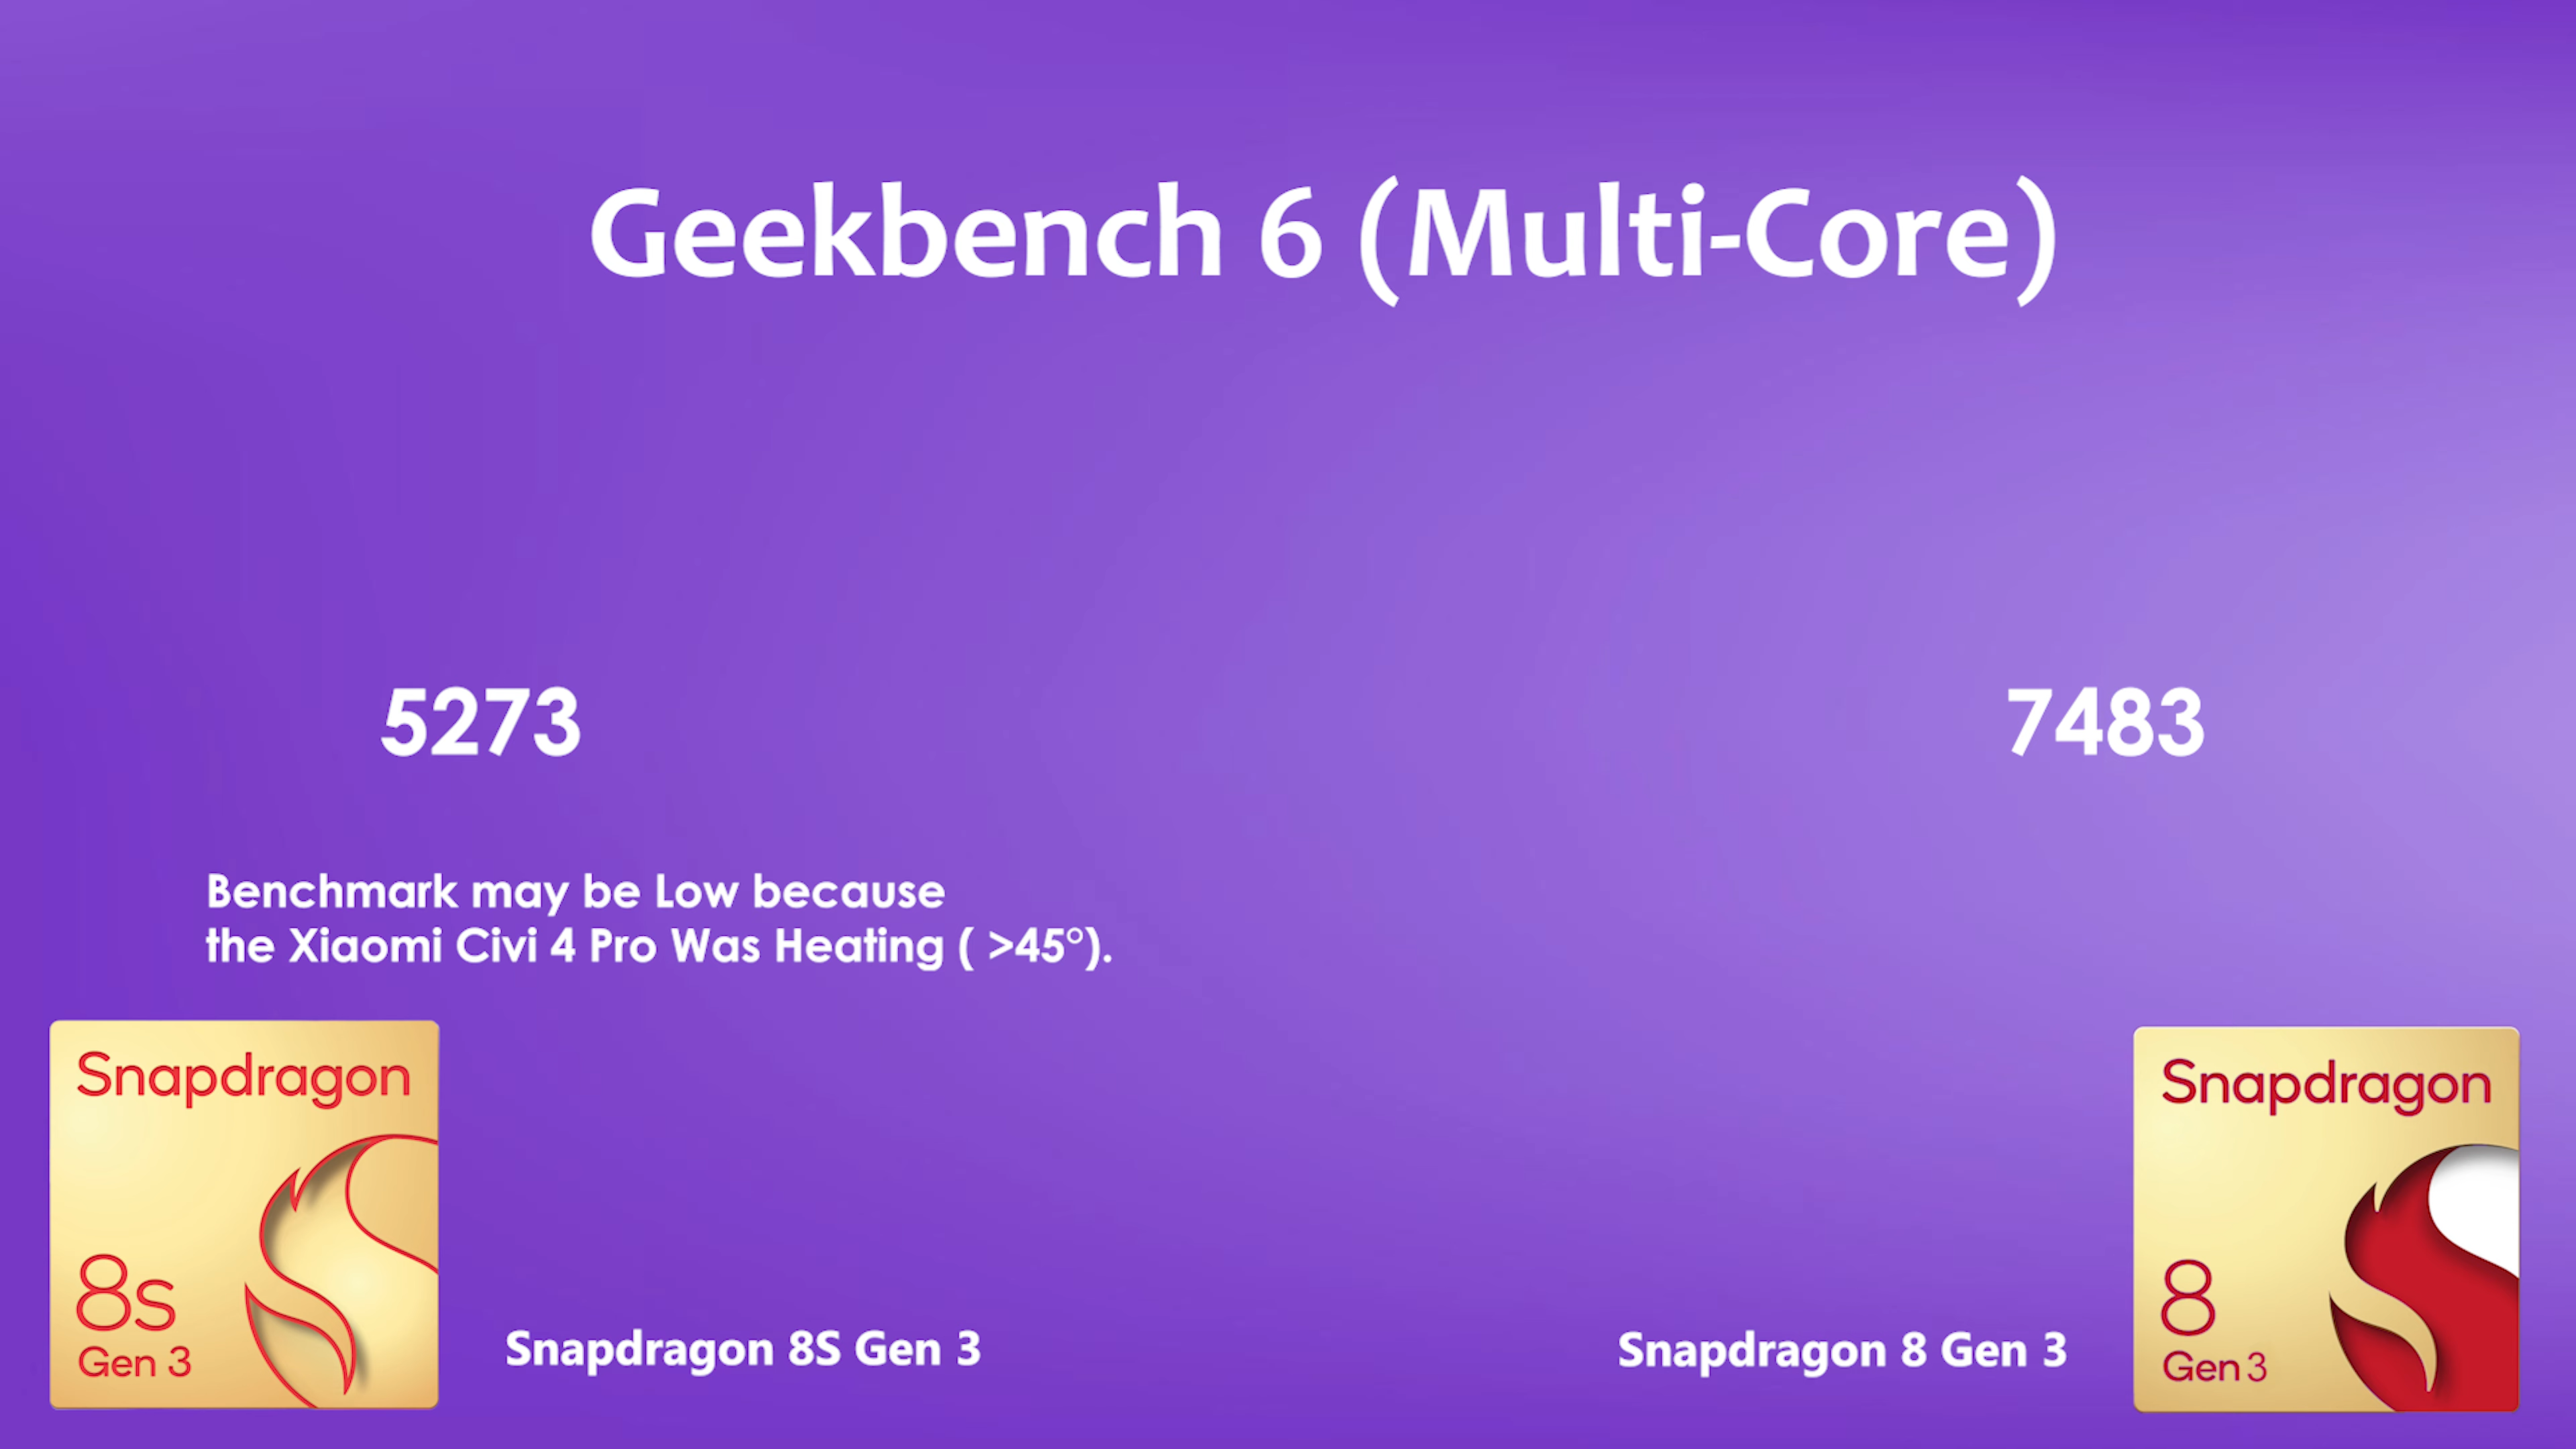 Geekbench 6 (Multi-Core)
5273
7483
Benchmark may be Low because
the Xiaomi Civi 4 Pro Was Heating ( >45°).
Snapdragon
8s
Gen 3
Snapdragon 8S Gen 3
Snapdragon 8 Gen 3
Snapdragon
8
Gen 3